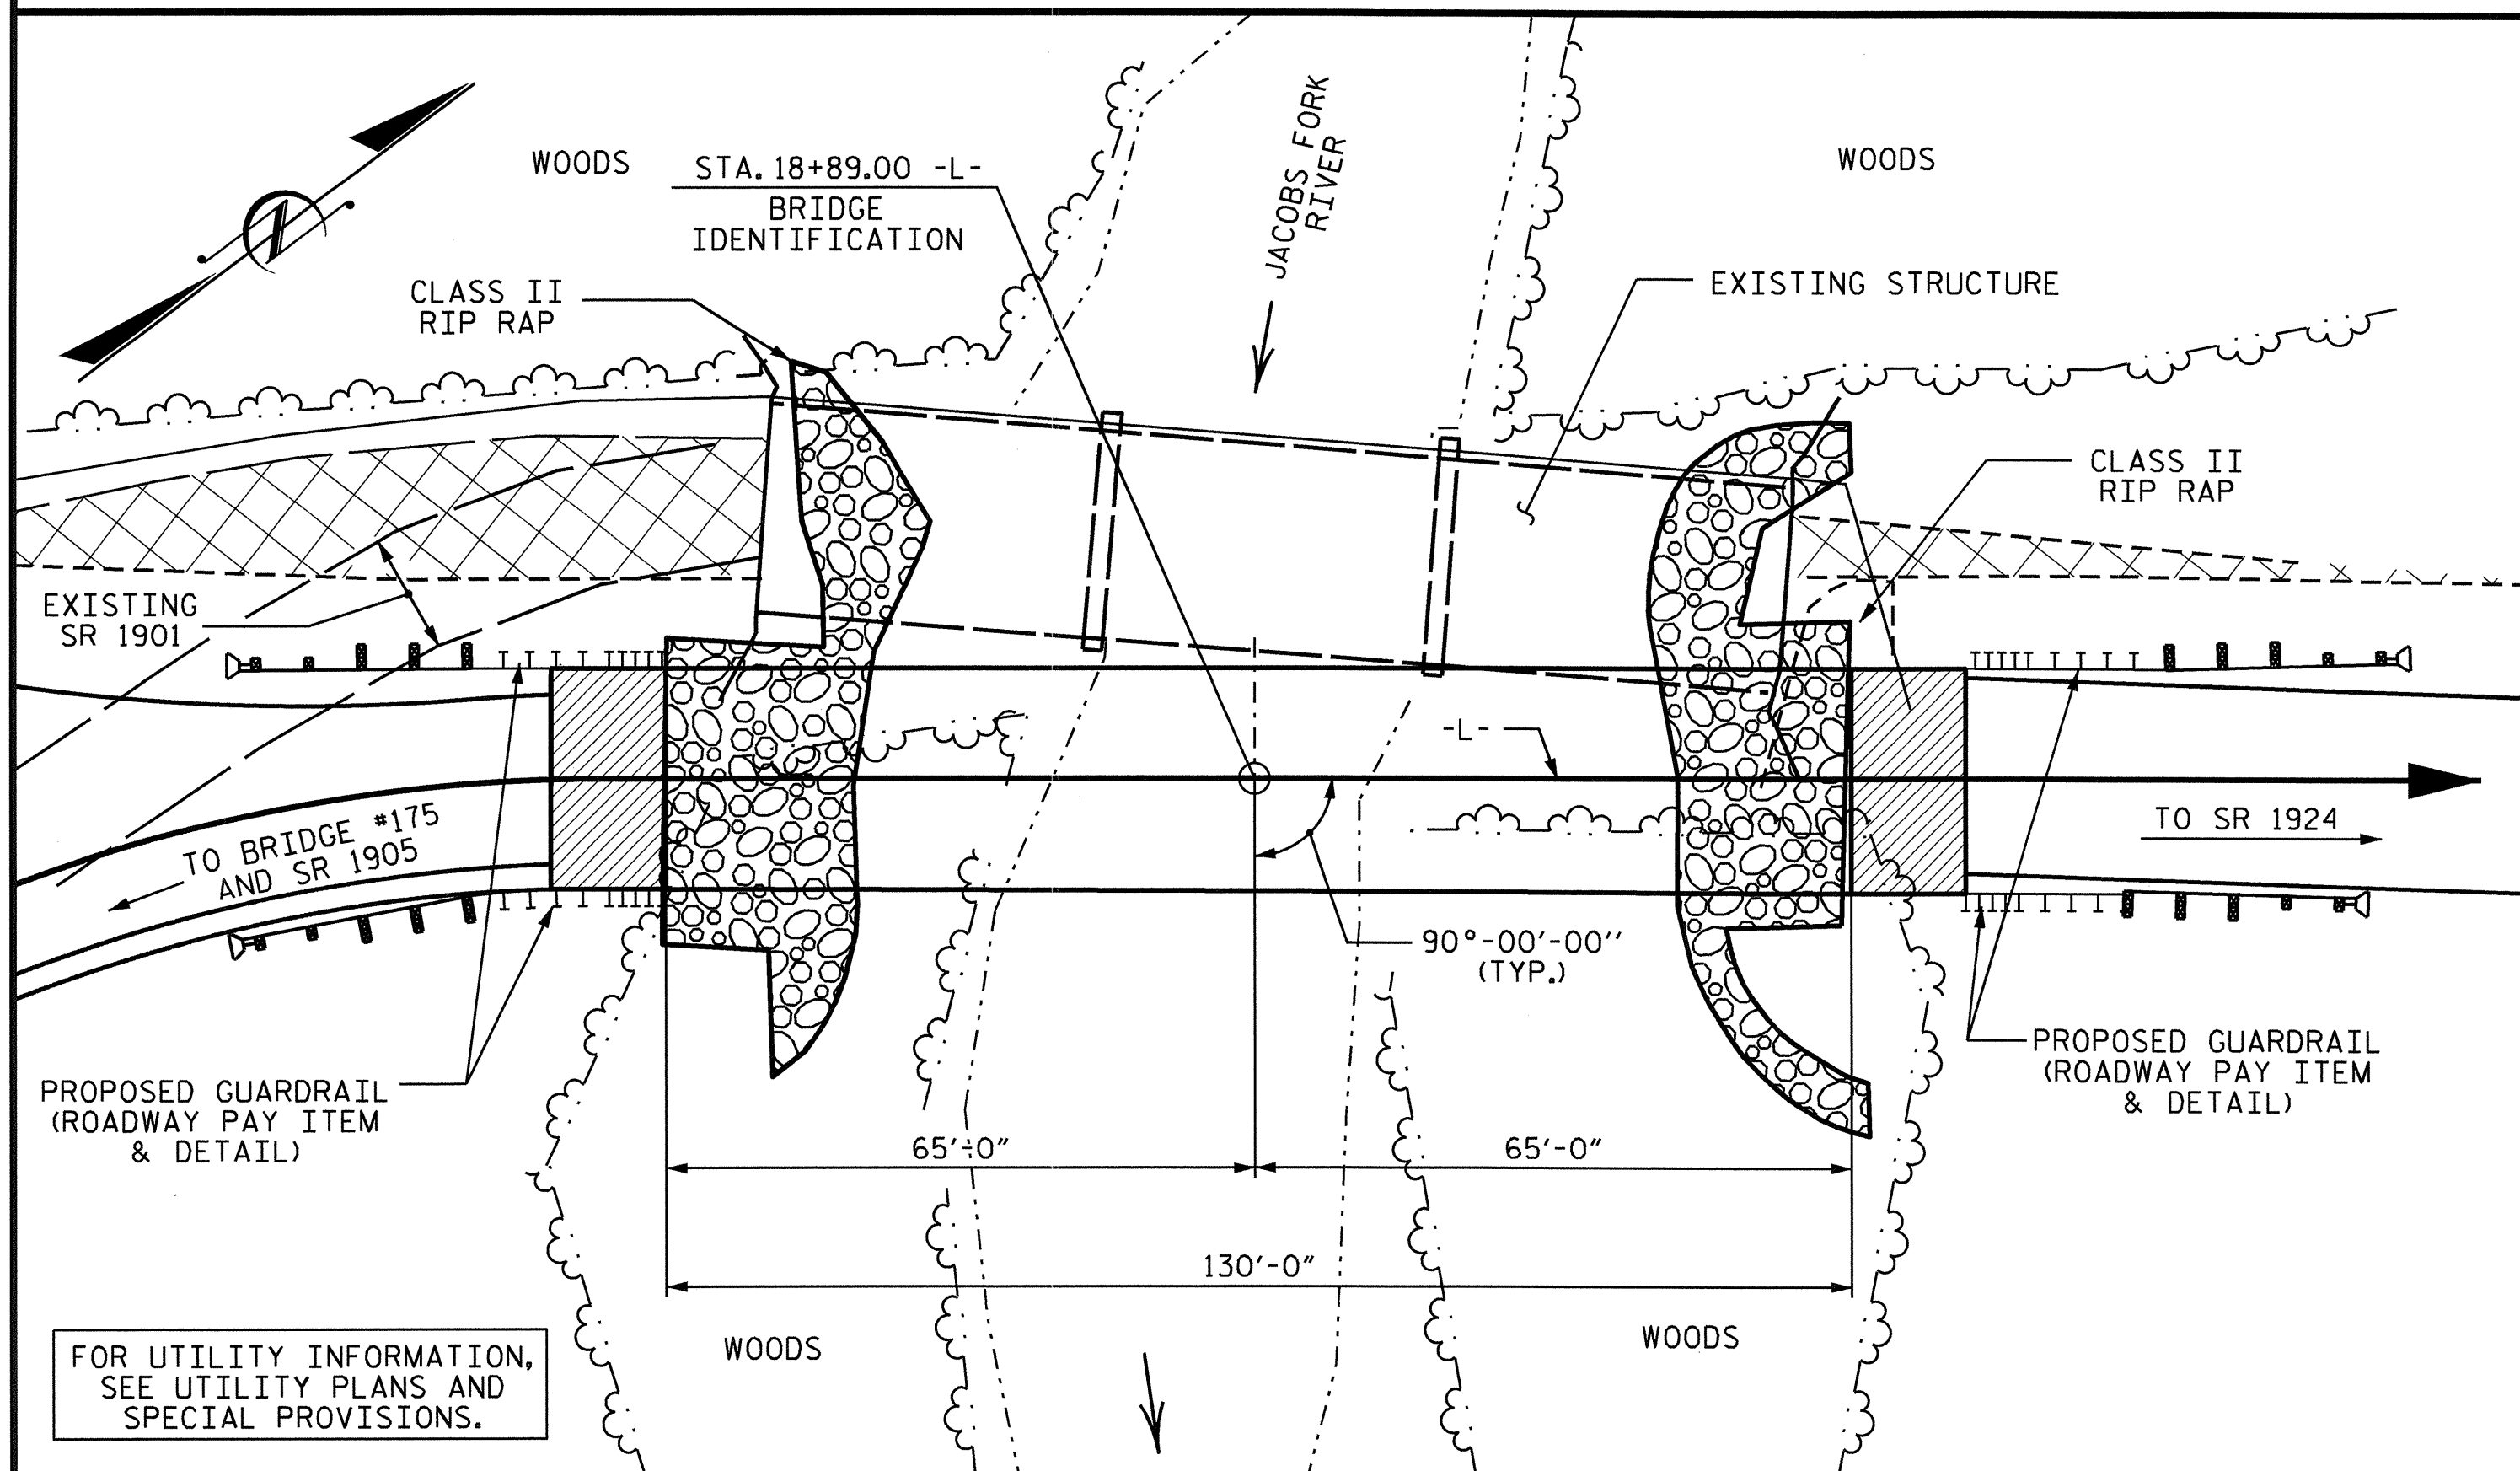 WOODS
STA. 18+89.00 -L-
BRIDGE
IDENTIFICATION
JACOBS FORK
RIVER
WOODS
N
CLASS II
RIP RAP
EXISTING STRUCTURE
CLASS II
RIP RAP
EXISTING
SR 1901
-L-
TO BRIDGE #175
AND SR 1905
TO SR 1924
90°-00'-00''
(TYP.)
PROPOSED GUARDRAIL
(ROADWAY PAY ITEM
& DETAIL)
PROPOSED GUARDRAIL
(ROADWAY PAY ITEM
& DETAIL)
65'-0"
65'-0"
130'-0"
WOODS
WOODS
FOR UTILITY INFORMATION,
SEE UTILITY PLANS AND
SPECIAL PROVISIONS.